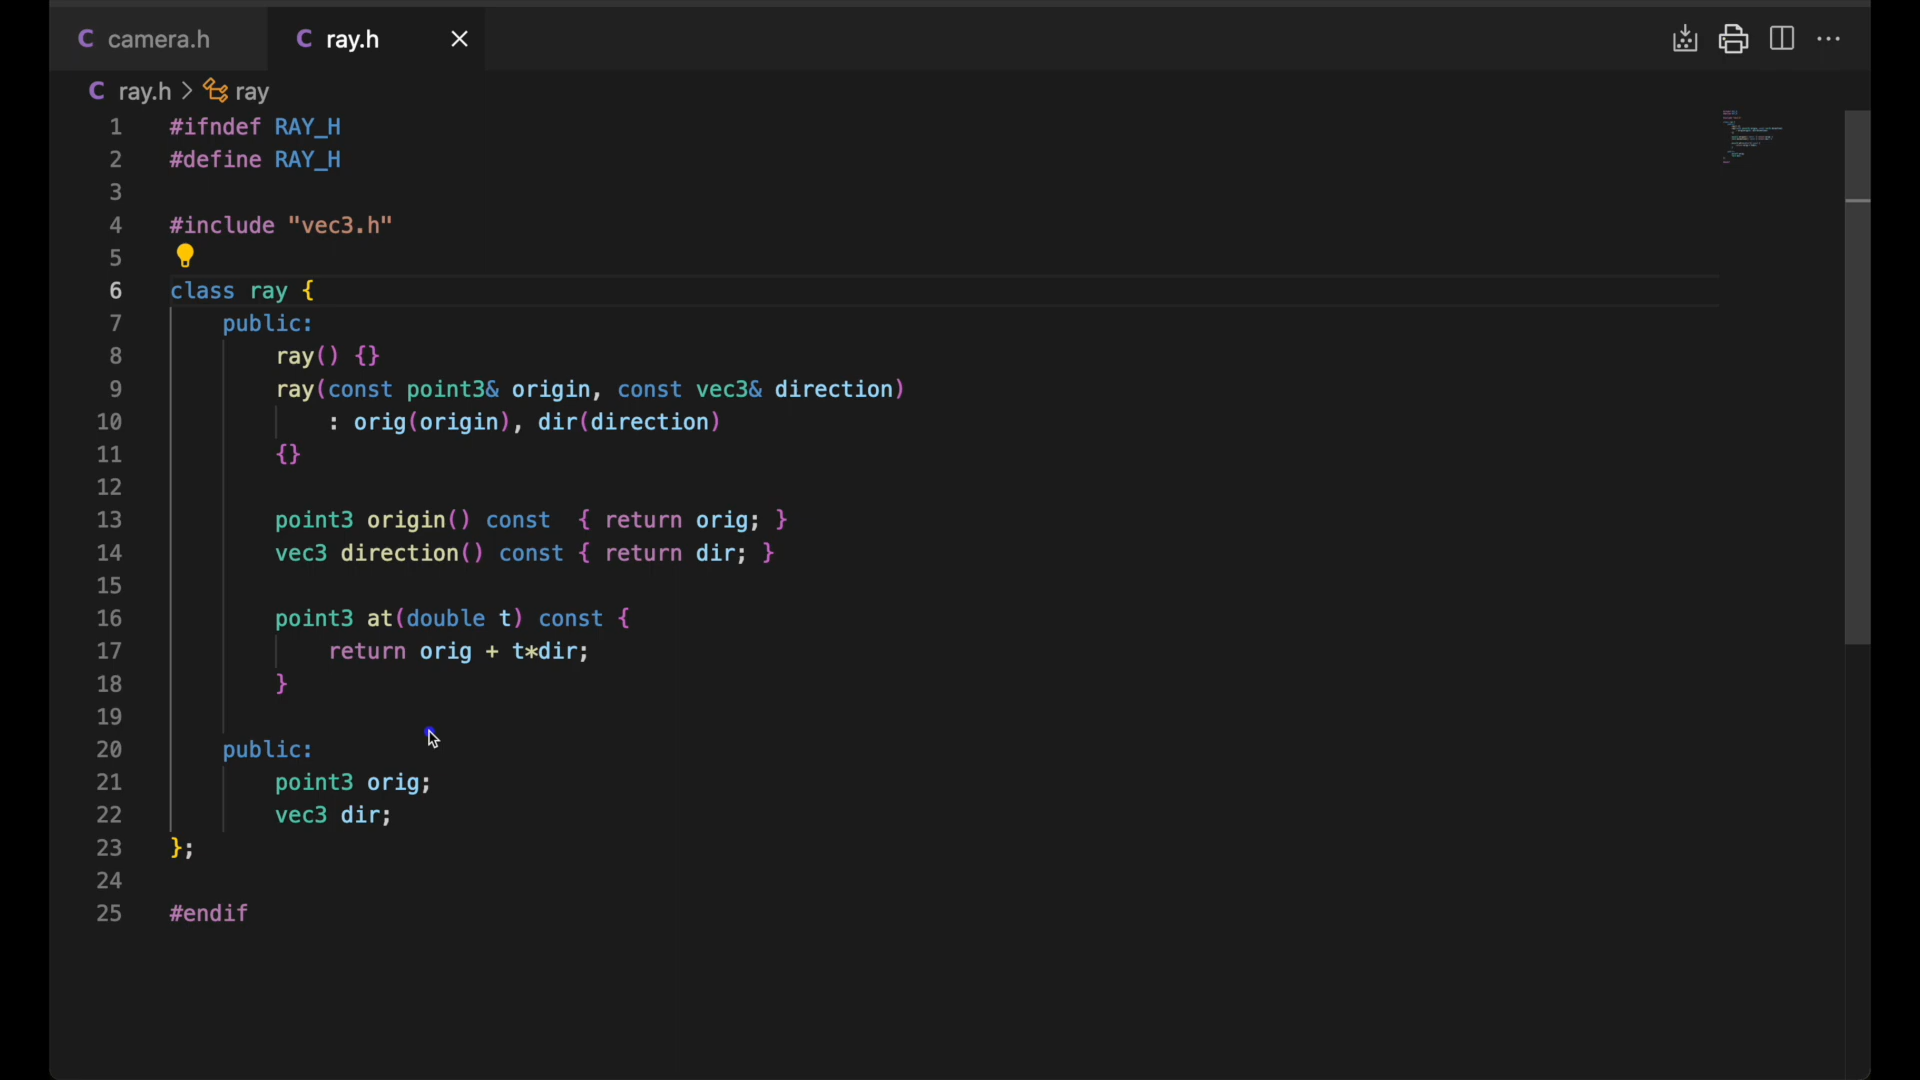 C camera.h
C ray.h
C ray.h > ray
1 #ifndef RAY_H
2 #define RAY_H
3
4 #include "vec3.h"
5
6 class ray {
7     public:
8         ray() {}
9         ray(const point3& origin, const vec3& direction)
10             : orig(origin), dir(direction)
11         {}
12
13         point3 origin() const  { return orig; }
14         vec3 direction() const { return dir; }
15
16         point3 at(double t) const {
17             return orig + t*dir;
18         }
19
20     public:
21         point3 orig;
22         vec3 dir;
23 };
24
25 #endif